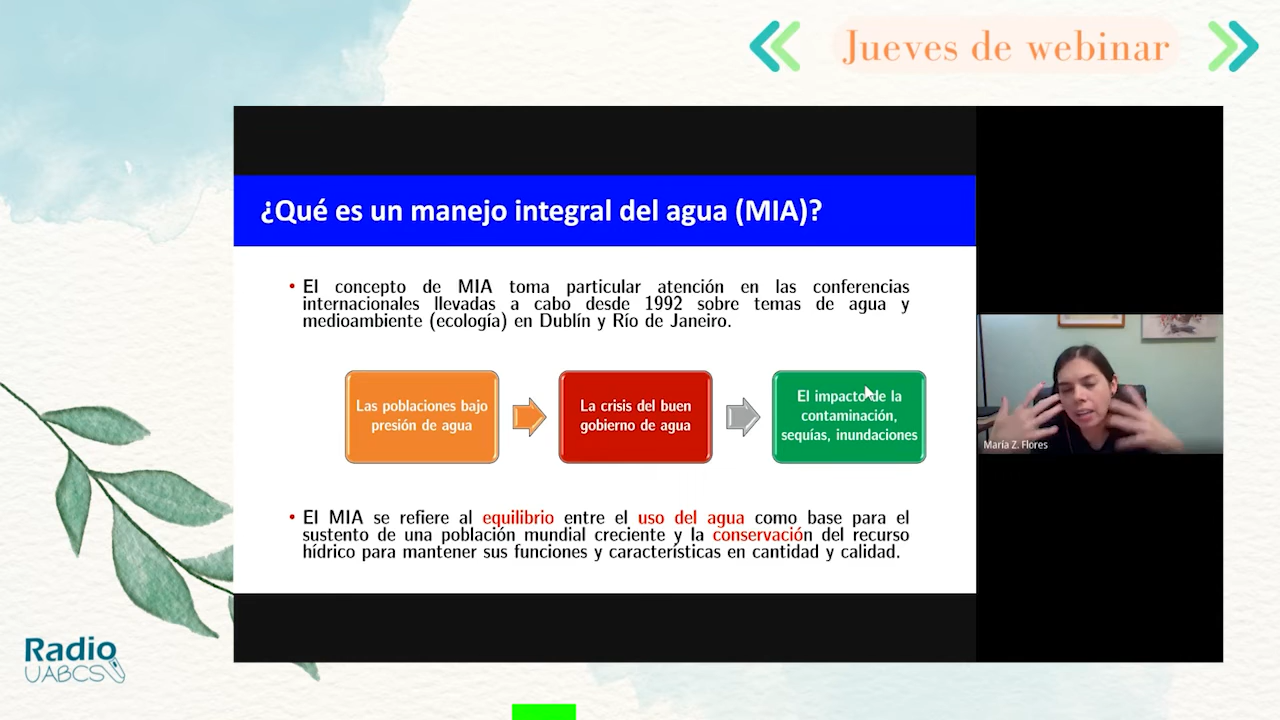 Jueves de webinar
¿Qué es un manejo integral del agua (MIA)?
• El concepto de MIA toma particular atención en las conferencias
internacionales llevadas a cabo desde 1992 sobre temas de agua y
medioambiente (ecología) en Dublín y Río de Janeiro.
Las poblaciones bajo
presión de agua
La crisis del buen
gobierno de agua
El impacto de la
contaminación,
sequías, inundaciones
María Z. Flores
• El MIA se refiere al equilibrio entre el uso del agua como base para el
sustento de una población mundial creciente y la conservación del recurso
hídrico para mantener sus funciones y características en cantidad y calidad.
Radio
UABCS